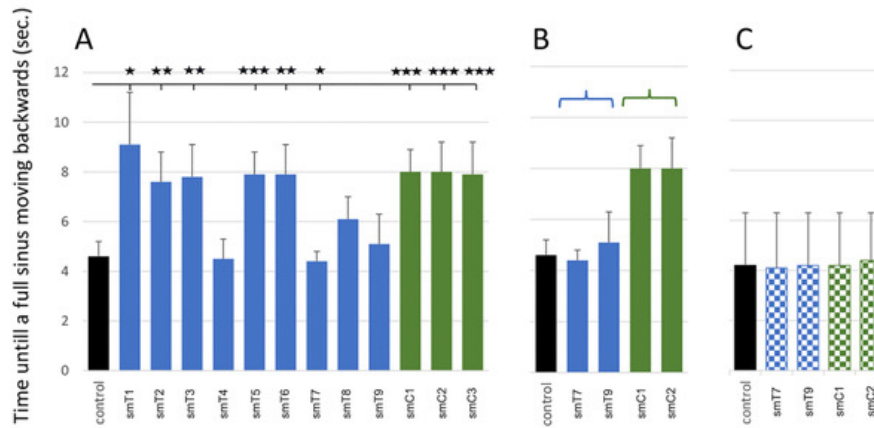 A
B
C
Time untill a full sinus moving backwards (sec.)
★ ★★ ★★ ★★★ ★★ ★ ★★★ ★★★ ★★★
12
10
8
6
4
2
0
control smT1 smT2 smT3 smT4 smT5 smT6 smT7 smT8 smT9 smC1 smC2 smC3
control smT7 smT9 smC1 smC2
control smT7 smT9 smC1 smC2